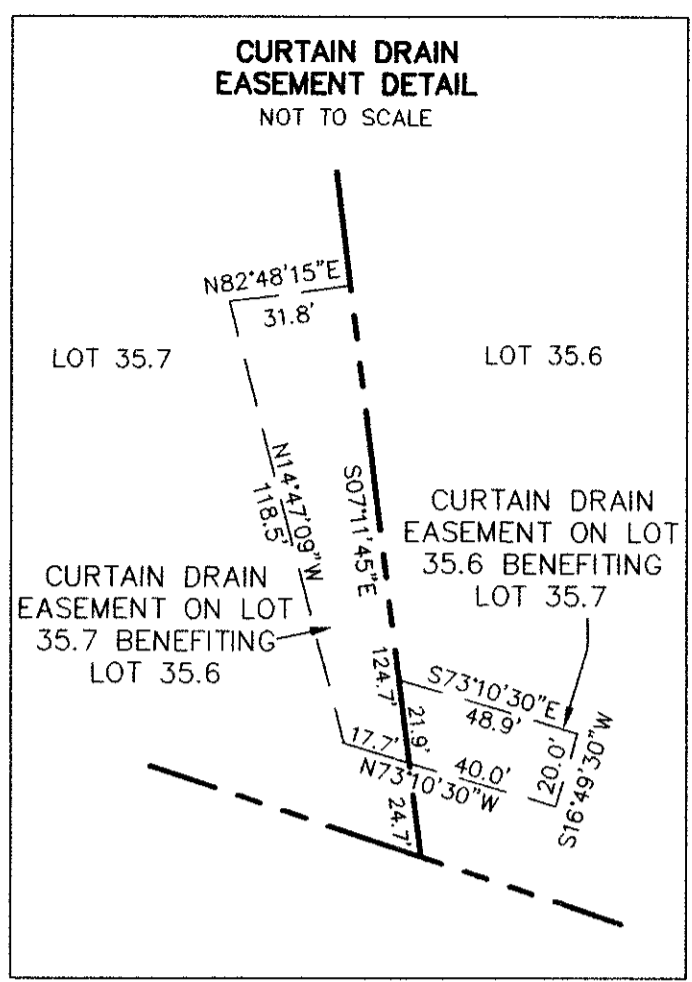 CURTAIN DRAIN
EASEMENT DETAIL
NOT TO SCALE
N82°48'15"E
31.8'
LOT 35.7
LOT 35.6
N14°47'09"W
118.5'
S07°11'45"E
CURTAIN DRAIN
EASEMENT ON LOT
35.6 BENEFITING
LOT 35.7
CURTAIN DRAIN
EASEMENT ON LOT
35.7 BENEFITING
LOT 35.6
124.7'
21.9'
S73°10'30"E
48.9'
17.7'
40.0'
N73°10'30"W
20.0'
S16°49'30"W
24.7'